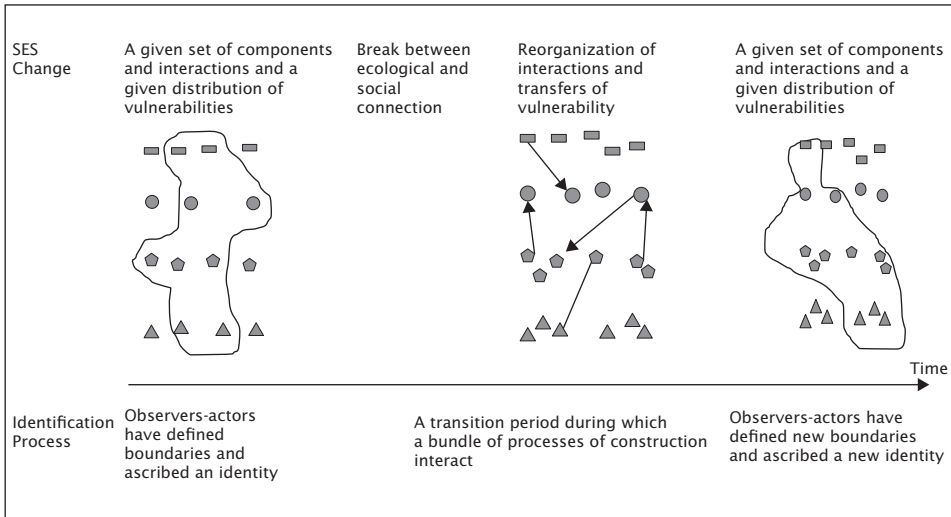 SES
Change
A given set of components
and interactions and a
given distribution of
vulnerabilities
Break between
ecological and
social
connection
Reorganization of
interactions and
transfers of
vulnerability
A given set of components
and interactions and a
given distribution of
vulnerabilities
Time
Identification
Process
Observers-actors
have defined
boundaries and
ascribed an identity
A transition period during which
a bundle of processes of construction
interact
Observers-actors have
defined new boundaries
and ascribed a new identity